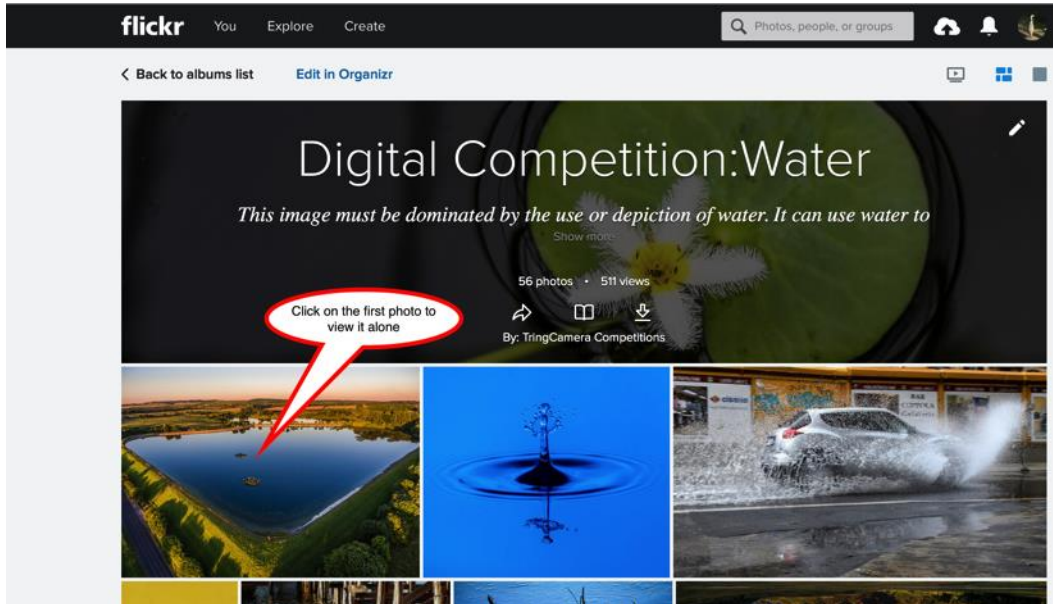 flickr You Explore Create Photos, people, or groups
Back to albums list Edit in Organizr
Digital Competition:Water
This image must be dominated by the use or depiction of water. It can use water to
Show more
56 photos • 511 views
Click on the first photo to
view it alone
By: TringCamera Competitions